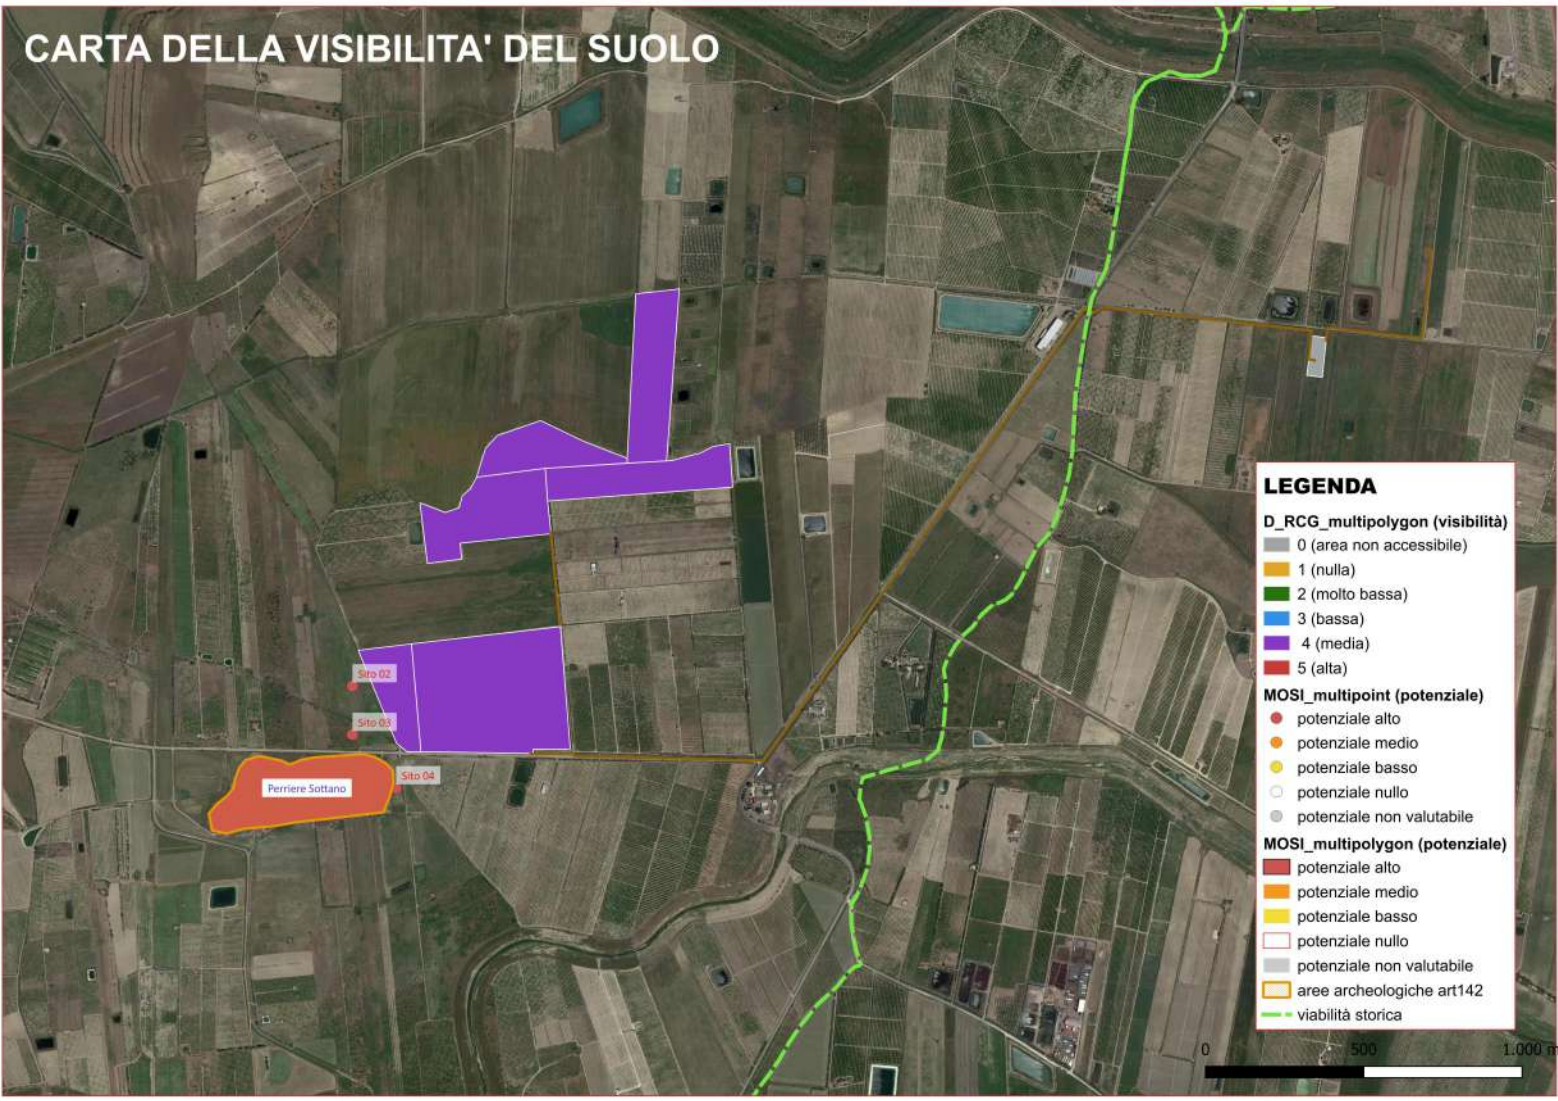 CARTA DELLA VISIBILITA' DEL SUOLO
Sito 02
Sito 03
Sito 04
Perriere Sottano
LEGENDA
D_RCG_multipolygon (visibilità)
0 (area non accessibile)
1 (nulla)
2 (molto bassa)
3 (bassa)
4 (media)
5 (alta)
MOSI_multipoint (potenziale)
potenziale alto
potenziale medio
potenziale basso
potenziale nullo
potenziale non valutabile
MOSI_multipolygon (potenziale)
potenziale alto
potenziale medio
potenziale basso
potenziale nullo
potenziale non valutabile
aree archeologiche art142
viabilità storica
0 500 1.000 m